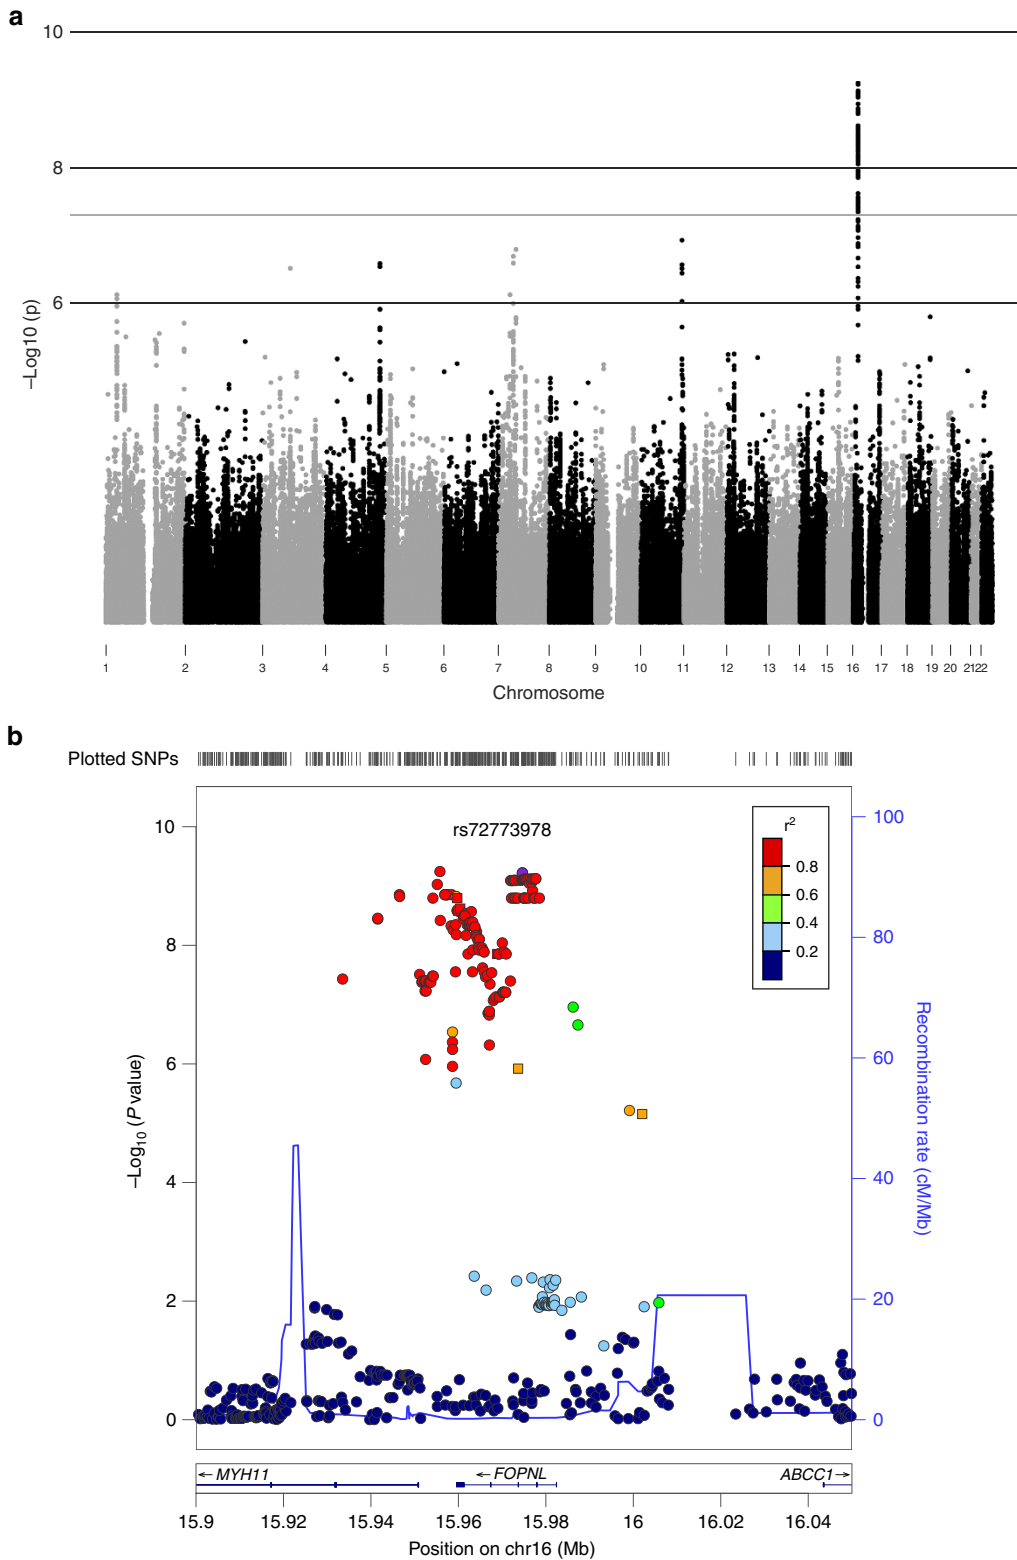 a
10
8
6
–Log10 (p)
1 2 3 4 5 6 7 8 9 10 11 12 13 14 15 16 17 18 19 20 2122
Chromosome
b
Plotted SNPs
rs72773978
r2
0.8
0.6
0.4
0.2
10
8
6
4
2
0
–Log10 (P value)
100
80
60
40
20
0
Recombination rate (cM/Mb)
←MYH11
←FOPNL
ABCC1→
15.9 15.92 15.94 15.96 15.98 16 16.02 16.04
Position on chr16 (Mb)